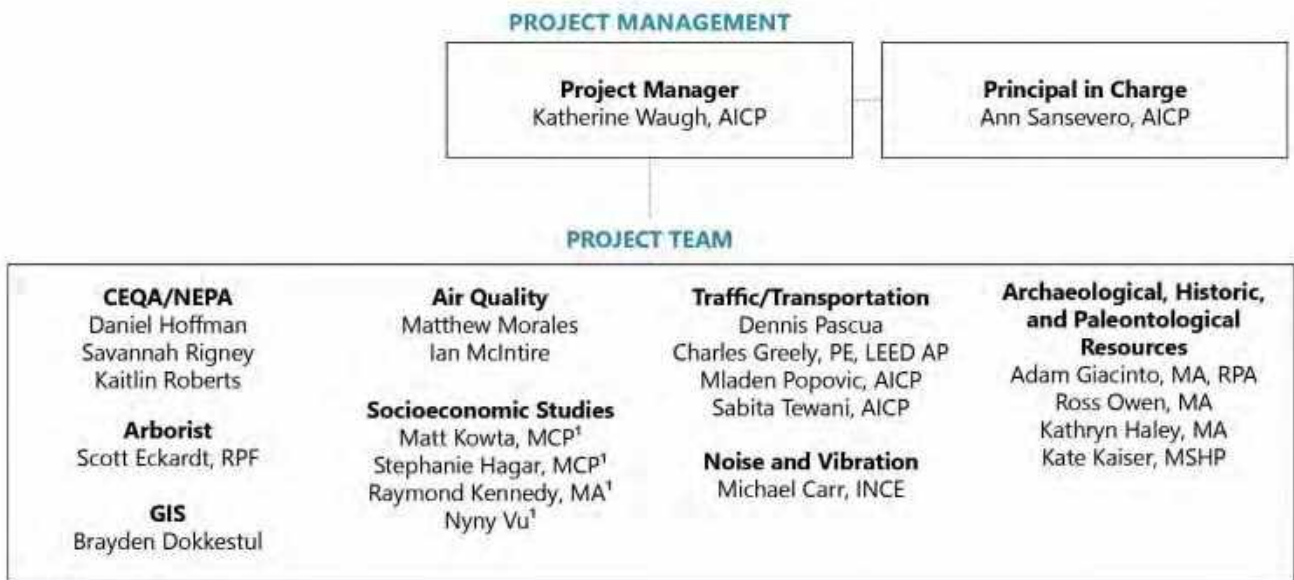 PROJECT MANAGEMENT
Project Manager
Katherine Waugh, AICP
Principal in Charge
Ann Sansevero, AICP
PROJECT TEAM
CEQA/NEPA
Daniel Hoffman
Savannah Rigney
Kaitlin Roberts
Arborist
Scott Eckardt, RPF
GIS
Brayden Dokkestul
Air Quality
Matthew Morales
Ian McIntire
Socioeconomic Studies
Matt Kowta, MCP¹
Stephanie Hagar, MCP¹
Raymond Kennedy, MA¹
Nyny Vu¹
Traffic/Transportation
Dennis Pascua
Charles Greely, PE, LEED AP
Mladen Popovic, AICP
Sabita Tewani, AICP
Noise and Vibration
Michael Carr, INCE
Archaeological, Historic,
and Paleontological
Resources
Adam Giacinto, MA, RPA
Ross Owen, MA
Kathryn Haley, MA
Kate Kaiser, MSHP